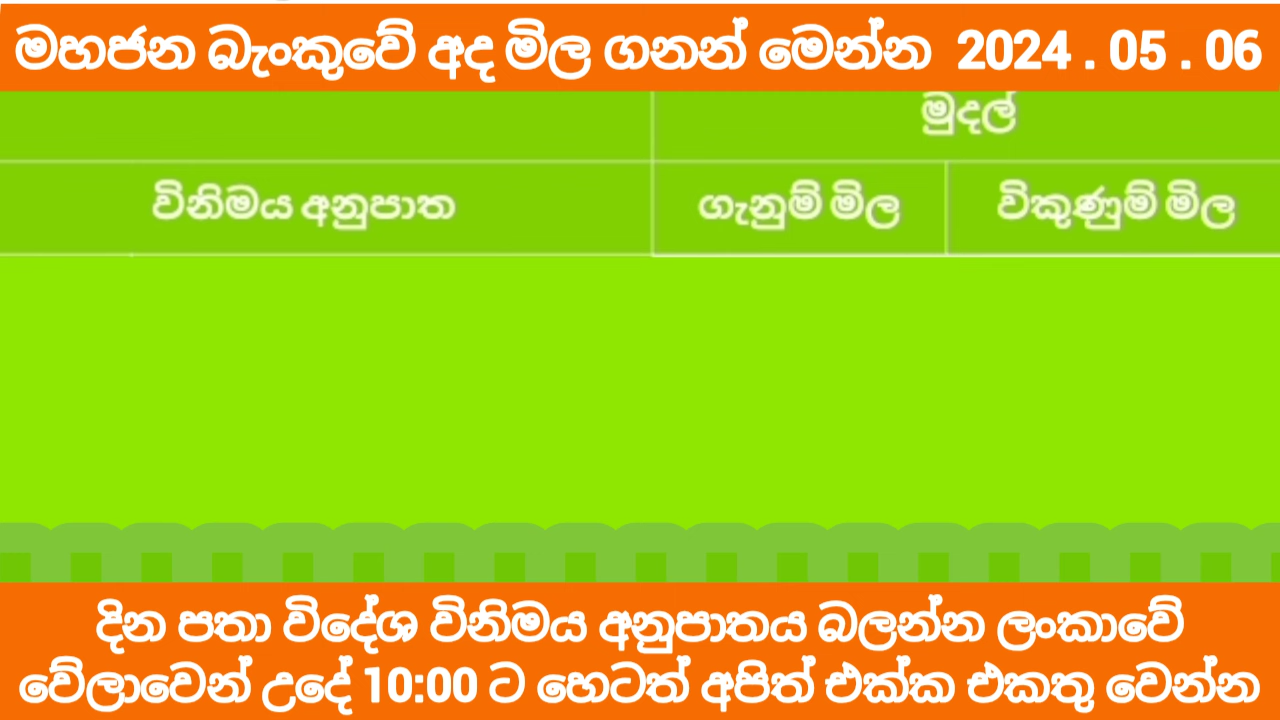 මහජන බැංකුවේ අද මිල ගනන් මෙන්න 2024 . 05 . 06
මුදල්
විනිමය අනුපාත ගැනුම් මිල විකුණුම් මිල
දින පතා විදේශ විනිමය අනුපාතය බලන්න ලංකාවේ
වේලාවෙන් උදේ 10:00 ට හෙටත් අපිත් එක්ක එකතු වෙන්න